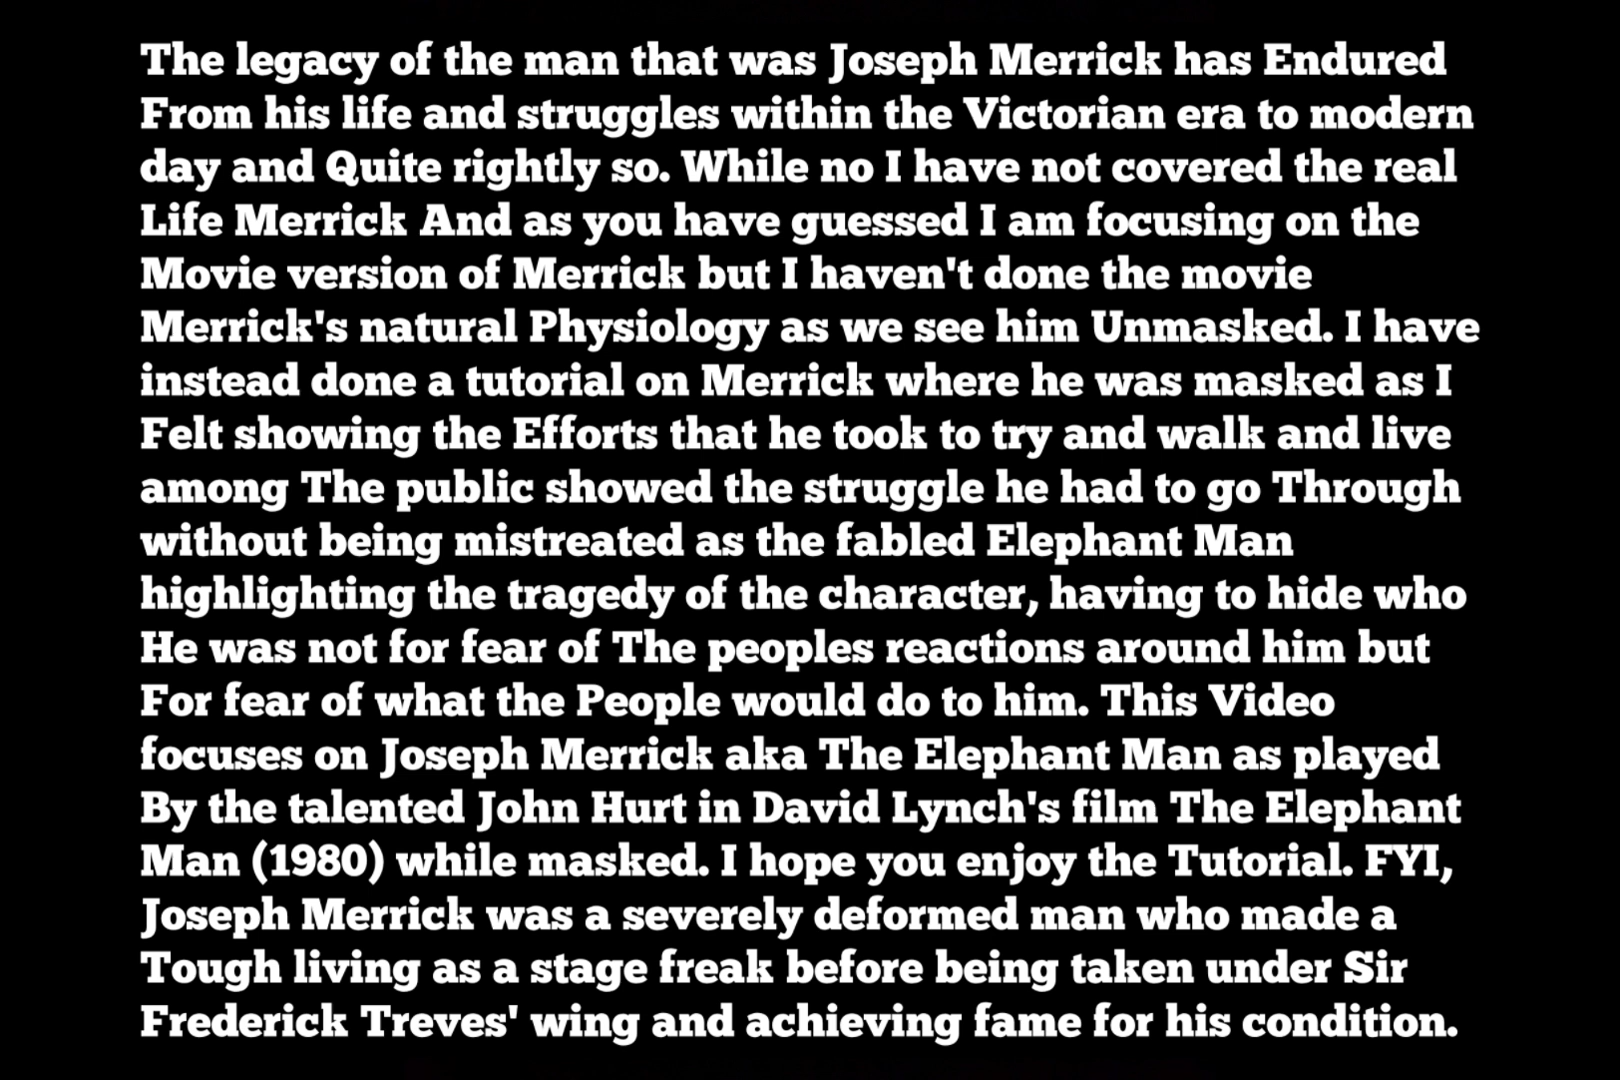 The legacy of the man that was Joseph Merrick has Endured
From his life and struggles within the Victorian era to modern
day and Quite rightly so. While no I have not covered the real
Life Merrick And as you have guessed I am focusing on the
Movie version of Merrick but I haven't done the movie
Merrick's natural Physiology as we see him Unmasked. I have
instead done a tutorial on Merrick where he was masked as I
Felt showing the Efforts that he took to try and walk and live
among The public showed the struggle he had to go Through
without being mistreated as the fabled Elephant Man
highlighting the tragedy of the character, having to hide who
He was not for fear of The peoples reactions around him but
For fear of what the People would do to him. This Video
focuses on Joseph Merrick aka The Elephant Man as played
By the talented John Hurt in David Lynch's film The Elephant
Man (1980) while masked. I hope you enjoy the Tutorial. FYI,
Joseph Merrick was a severely deformed man who made a
Tough living as a stage freak before being taken under Sir
Frederick Treves' wing and achieving fame for his condition.